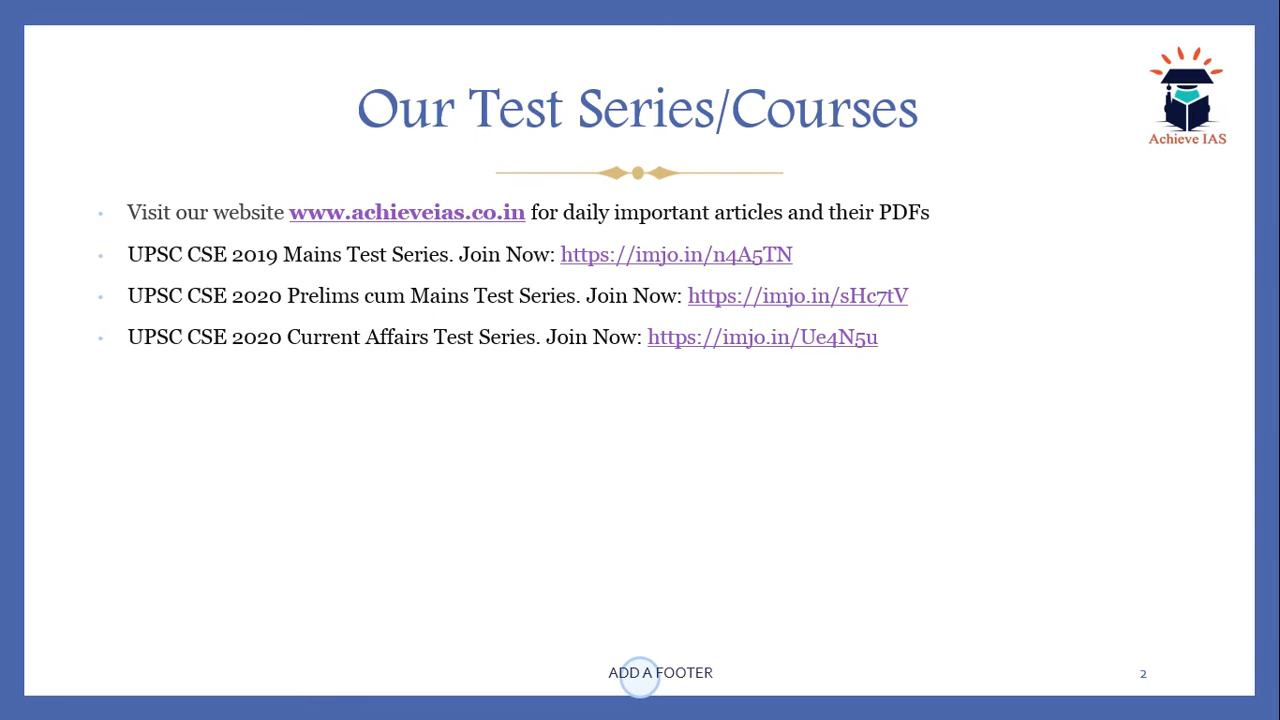 Our Test Series/Courses
Achieve IAS
Visit our website www.achieveias.co.in for daily important articles and their PDFs
UPSC CSE 2019 Mains Test Series. Join Now: https://imjo.in/n4A5TN
UPSC CSE 2020 Prelims cum Mains Test Series. Join Now: https://imjo.in/sHc7tV
UPSC CSE 2020 Current Affairs Test Series. Join Now: https://imjo.in/Ue4N5u
ADD A FOOTER
2